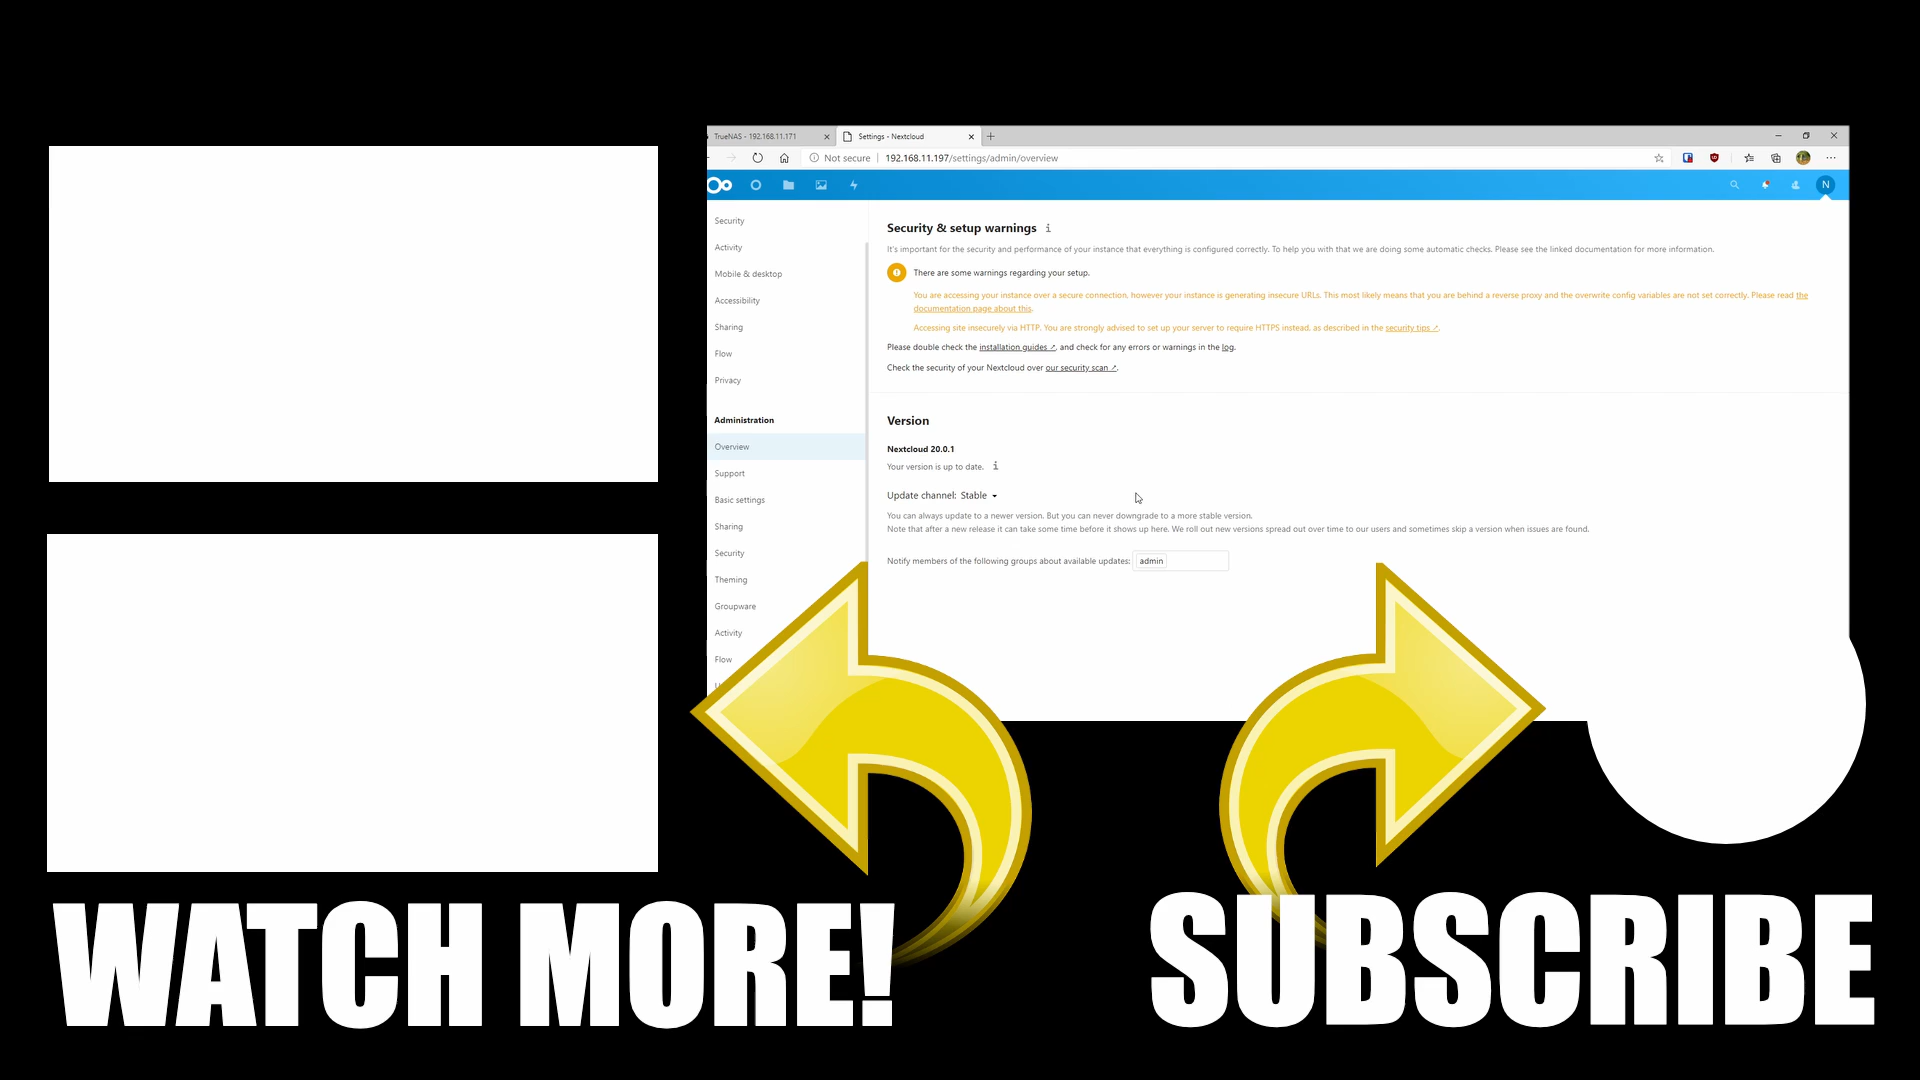 TrueNAS - 192.168.11.171
Settings - Nextcloud
Not secure
192.168.11.197/settings/admin/overview
N
Security
Activity
Mobile & desktop
Accessibility
Sharing
Flow
Privacy
Administration
Overview
Support
Basic settings
Sharing
Security
Theming
Groupware
Activity
Flow
Security & setup warnings
It's important for the security and performance of your instance that everything is configured correctly. To help you with that we are doing some automatic checks. Please see the linked documentation for more information.
There are some warnings regarding your setup.
You are accessing your instance over a secure connection, however your instance is generating insecure URLs. This most likely means that you are behind a reverse proxy and the overwrite config variables are not set correctly. Please read the
documentation page about this.
Accessing site insecurely via HTTP. You are strongly advised to set up your server to require HTTPS instead, as described in the security tips ↗.
Please double check the installation guides ↗, and check for any errors or warnings in the log.
Check the security of your Nextcloud over our security scan ↗.
Version
Nextcloud 20.0.1
Your version is up to date.
Update channel: Stable
You can always update to a newer version. But you can never downgrade to a more stable version.
Note that after a new release it can take some time before it shows up here. We roll out new versions spread out over time to our users and sometimes skip a version when issues are found.
Notify members of the following groups about available updates: admin
WATCH MORE!
SUBSCRIBE